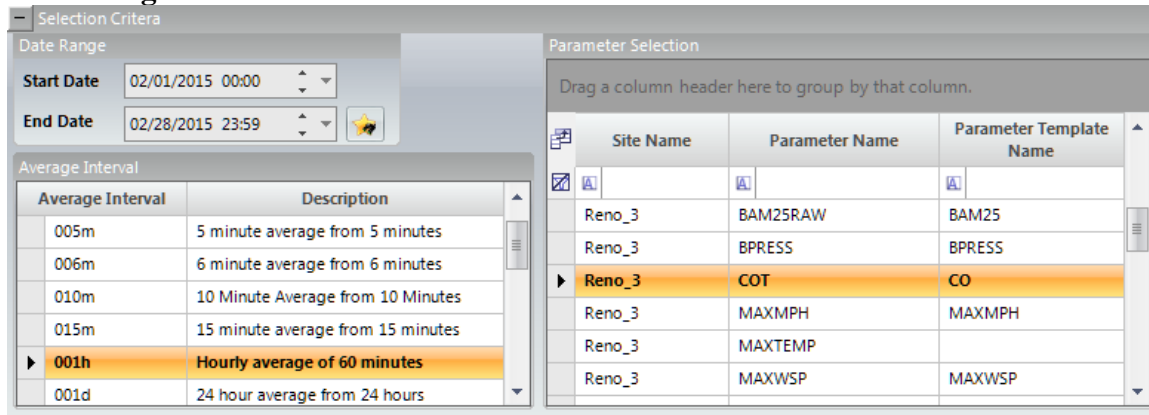 Selection Critera
Date Range
Start Date 02/01/2015 00:00
End Date 02/28/2015 23:59
Average Interval
Average Interval Description
005m 5 minute average from 5 minutes
006m 6 minute average from 6 minutes
010m 10 Minute Average from 10 Minutes
015m 15 minute average from 15 minutes
001h Hourly average of 60 minutes
001d 24 hour average from 24 hours
Parameter Selection
Drag a column header here to group by that column.
Site Name Parameter Name Parameter Template Name
A A A
Reno_3 BAM25RAW BAM25
Reno_3 BPRESS BPRESS
Reno_3 COT CO
Reno_3 MAXMPH MAXMPH
Reno_3 MAXTEMP
Reno_3 MAXWSP MAXWSP